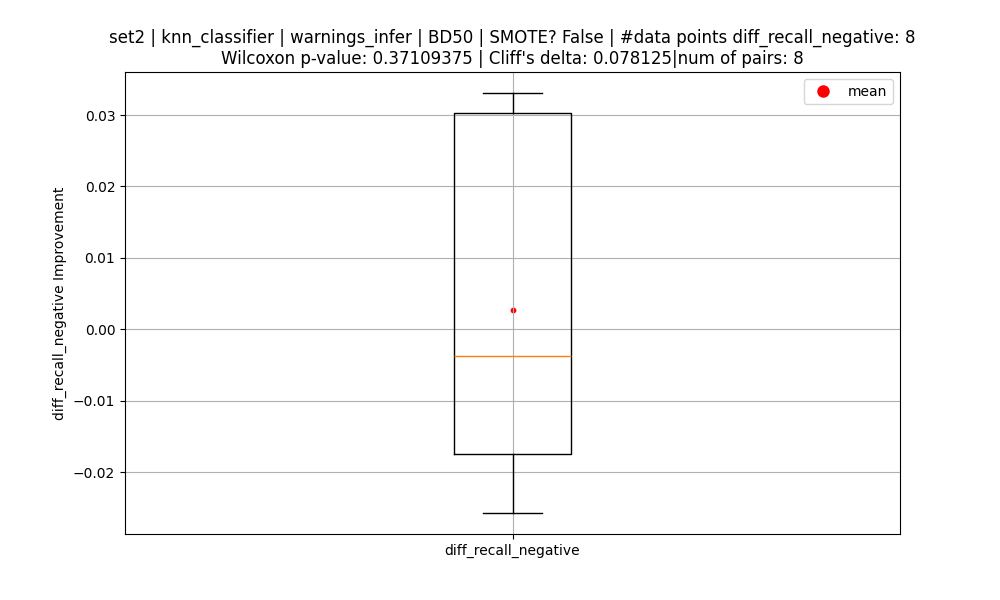 set2 | knn_classifier | warnings_infer | BD50 | SMOTE? False | #data points diff_recall_negative: 8
Wilcoxon p-value: 0.37109375 | Cliff's delta: 0.078125|num of pairs: 8
mean
0.03
0.02
0.01
0.00
−0.01
−0.02
diff_recall_negative Improvement
diff_recall_negative